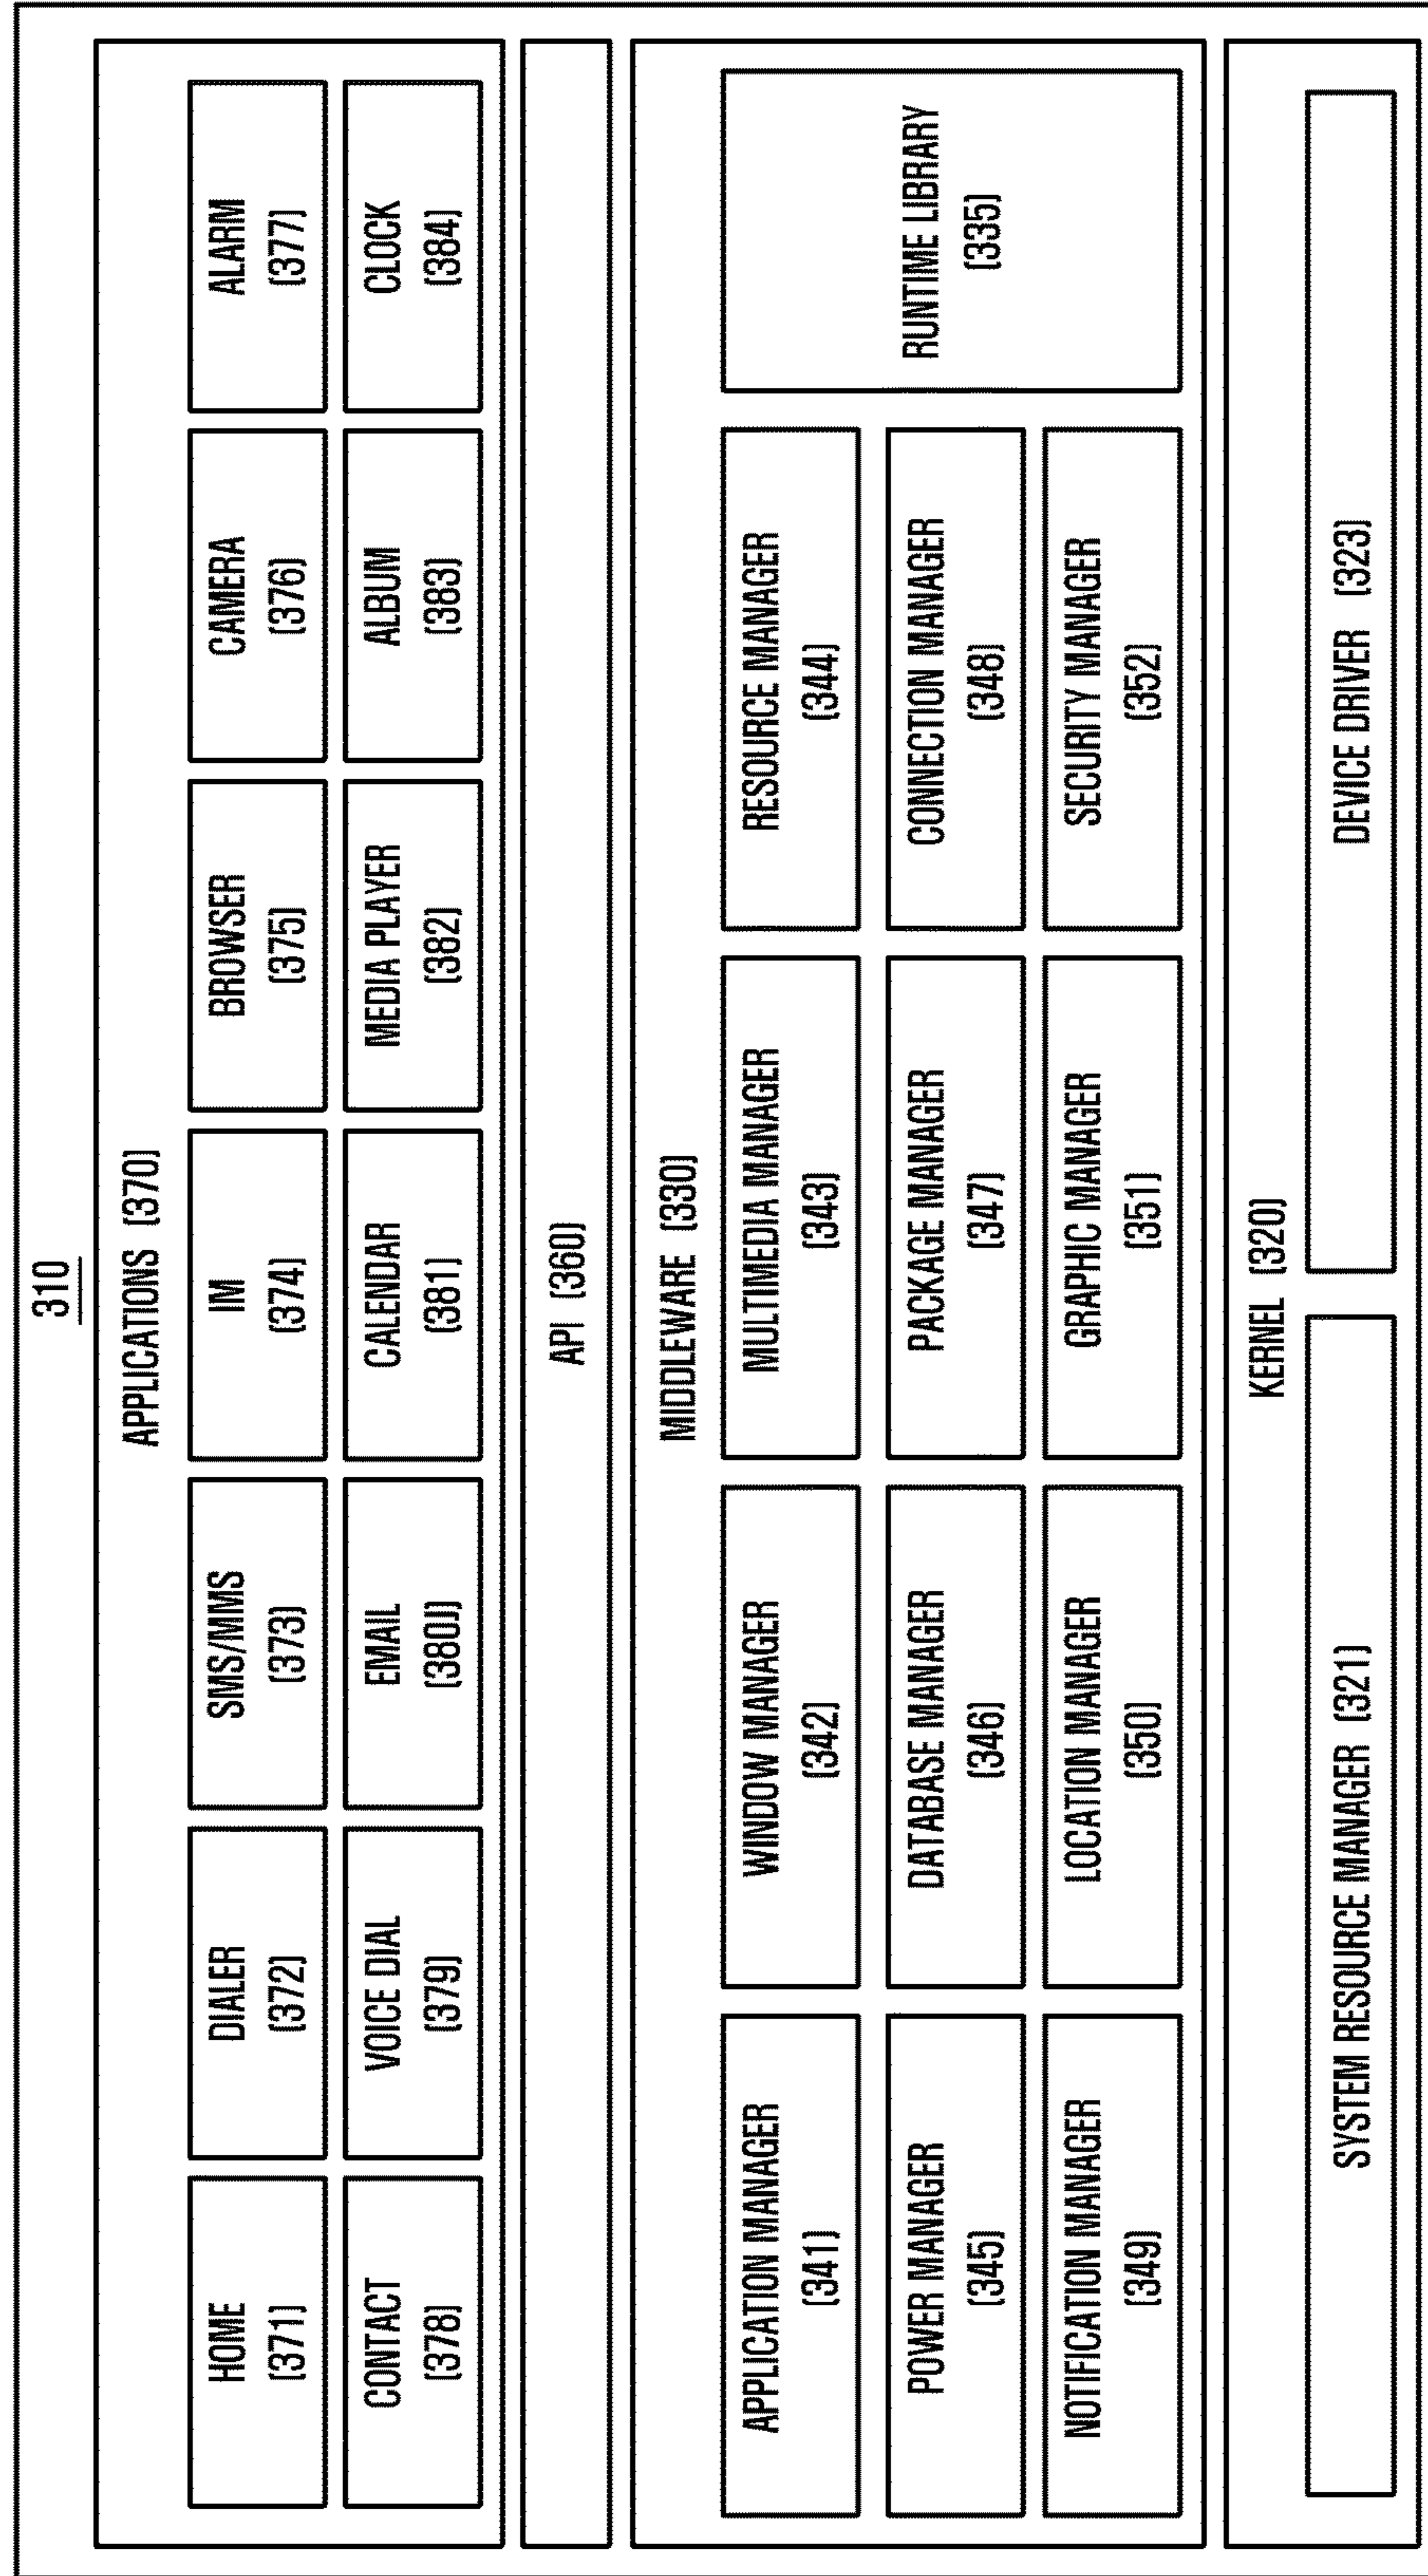 310
APPLICATIONS (370)
HOME
(371)
DIALER
(372)
SMS/MMS
(373)
IM
(374)
BROWSER
(375)
CAMERA
(376)
ALARM
(377)
CONTACT
(378)
VOICE DIAL
(379)
EMAIL
(380J)
CALENDAR
(381)
MEDIA PLAYER
(382)
ALBUM
(383)
CLOCK
(384)
API (360)
MIDDLEWARE (330)
APPLICATION MANAGER
(341)
WINDOW MANAGER
(342)
MULTIMEDIA MANAGER
(343)
RESOURCE MANAGER
(344)
RUNTIME LIBRARY
(335)
POWER MANAGER
(345)
DATABASE MANAGER
(346)
PACKAGE MANAGER
(347)
CONNECTION MANAGER
(348)
NOTIFICATION MANAGER
(349)
LOCATION MANAGER
(350)
GRAPHIC MANAGER
(351)
SECURITY MANAGER
(352)
KERNEL (320)
SYSTEM RESOURCE MANAGER (321)
DEVICE DRIVER (323)